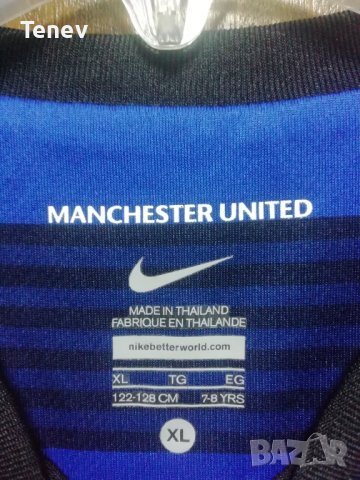 Tenev
MANCHESTER UNITED
MADE IN THAILAND
FABRIQUE EN THAILANDE
nikebetterworld.com
XL TG EG
122-128 CM 7-8 YRS
XL
BAZAR